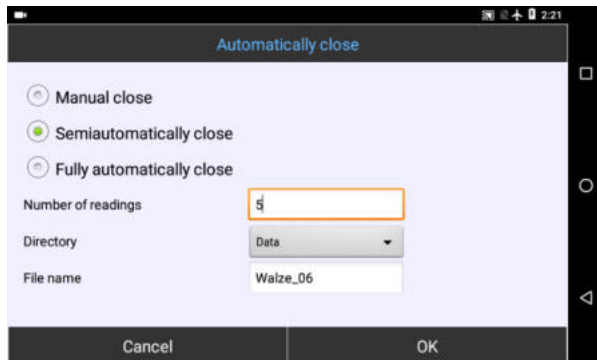 2:21
Automatically close
Manual close
Semiautomatically close
Fully automatically close
Number of readings 5
Directory Data
File name Walze_06
Cancel OK